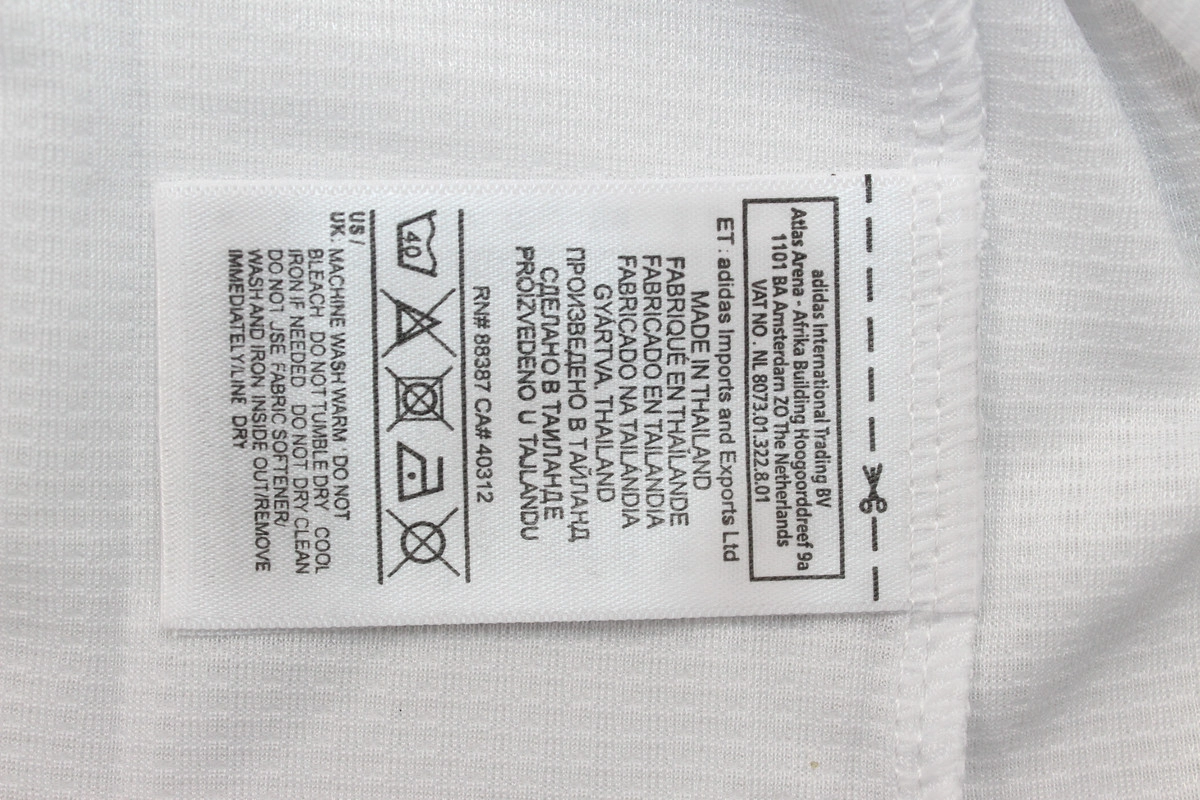 adidas International Trading BV
Atlas Arena - Afrika Building Hoogoorddreef 9a
1101 BA Amsterdam ZO The Netherlands
VAT NO . NL 8073.01.322.8.01
ET : adidas Imports and Exports Ltd
MADE IN THAILAND
FABRIQUÉ EN THAÏLANDE
FABRICADO EN TAILANDIA
FABRICADO NA TAILÂNDIA
GYÁRTVA, THAILAND
ПРОИЗВЕДЕНО В ТАЙЛАНД
СДЕЛАНО В ТАИЛАНДЕ
PROIZVEDENO U TAJLANDU
RN# 88387 CA# 40312
40
US /
UK. MACHINE WASH WARM DO NOT
BLEACH DO NOT TUMBLE DRY COOL
IRON IF NEEDED DO NOT DRY CLEAN
DO NOT USE FABRIC SOFTENER/
WASH AND IRON INSIDE OUT/REMOVE
IMMEDIATELY/LINE DRY